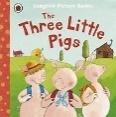 Ladybird Picture Books
The
Three Little
Pigs